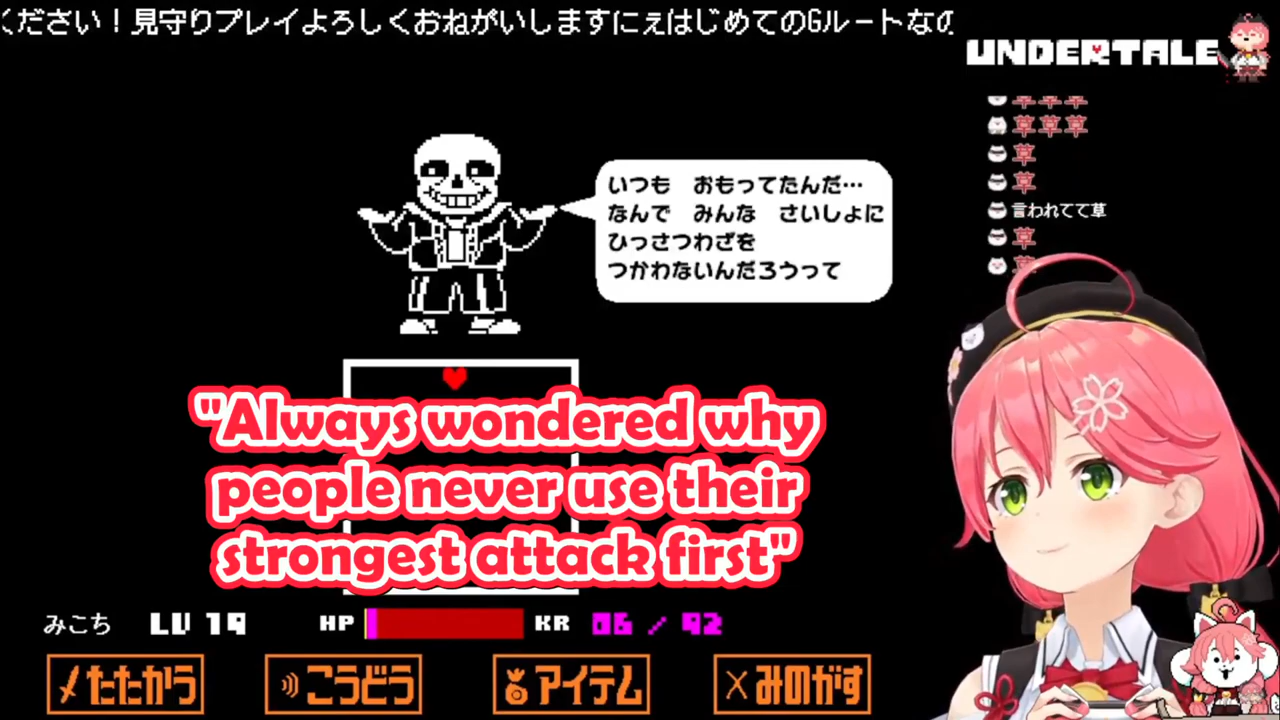 ください！見守りプレイよろしくおねがいしますにぇはじめてのGルートなの
UNDERTALE
草草草
草草草
草
草
言われてて草
草
草
いつも おもってたんだ…
なんで みんな さいしょに
ひっさつわざを
つかわないんだろうって
"Always wondered why
people never use their
strongest attack first"
みこち LV 19 HP KR 06 / 92
たたかう こうどう アイテム みのがす